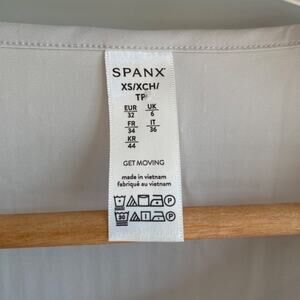 SPANX
XS/XCH/
TP
EUR UK
32 6
FR IT
34 36
KR
44
GET MOVING
made in vietnam
fabriqué au vietnam